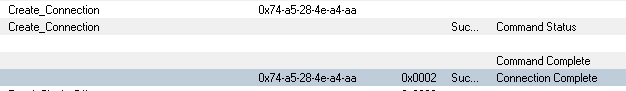 Create_Connection 0x74-a5-28-4e-a4-aa
Create_Connection Suc... Command Status
Command Complete
0x74-a5-28-4e-a4-aa 0x0002 Suc... Connection Complete